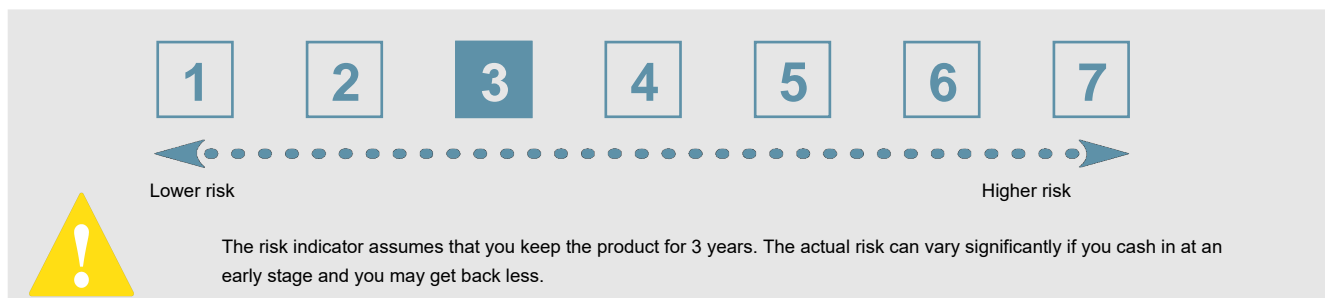 1 2 3 4 5 6 7
Lower risk Higher risk
!
The risk indicator assumes that you keep the product for 3 years. The actual risk can vary significantly if you cash in at an
early stage and you may get back less.